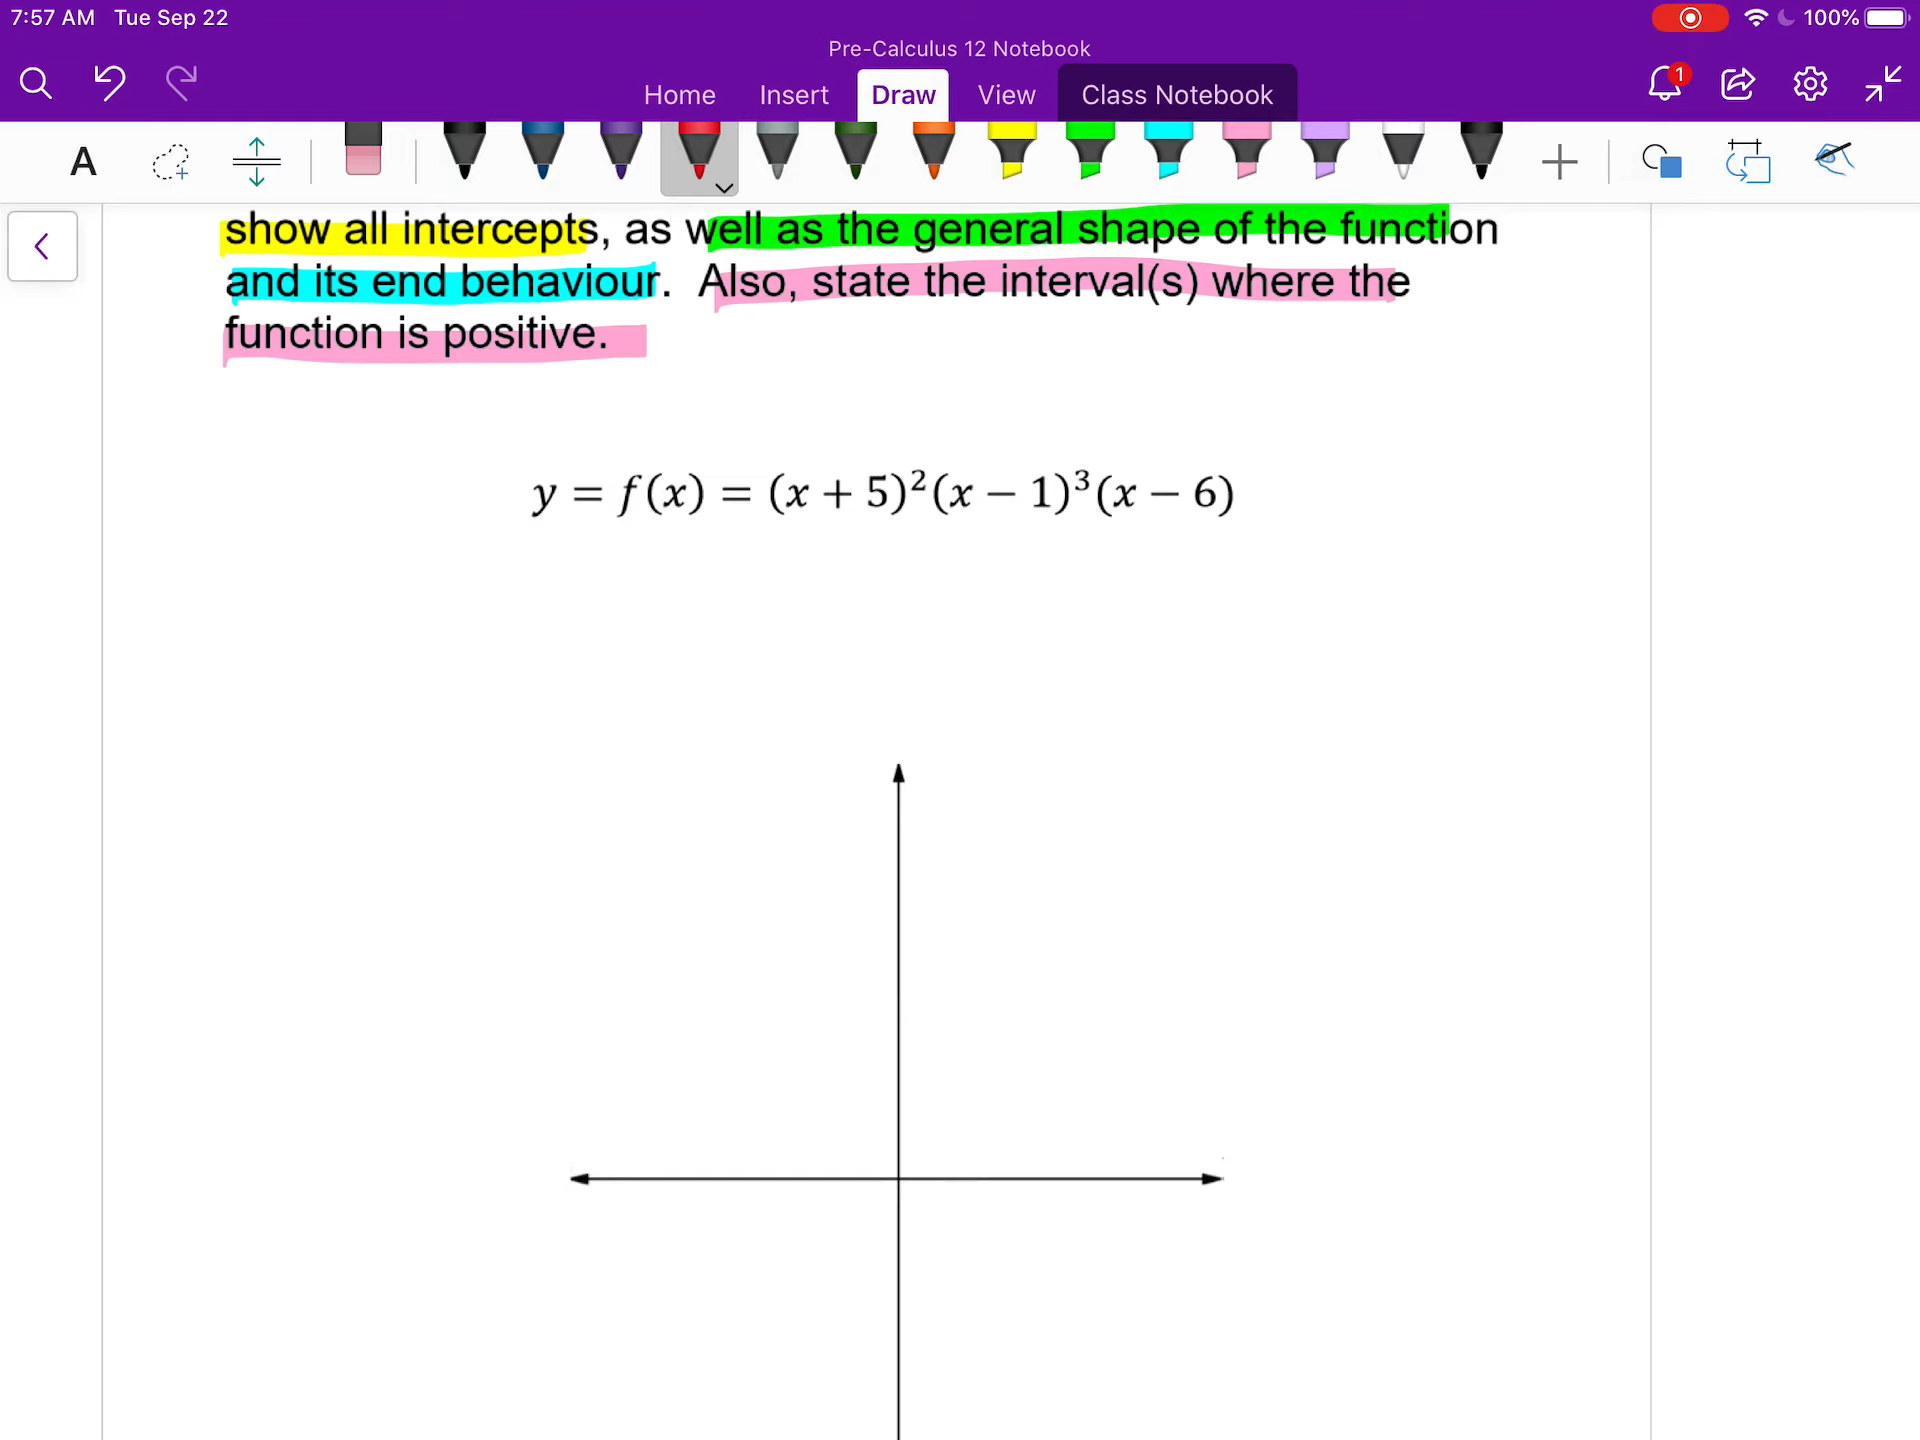 7:57 AM Tue Sep 22
100%
Pre-Calculus 12 Notebook
Home Insert Draw View Class Notebook
1
A
show all intercepts, as well as the general shape of the function
and its end behaviour. Also, state the interval(s) where the
function is positive.
y = f(x) = (x + 5)²(x − 1)³(x − 6)